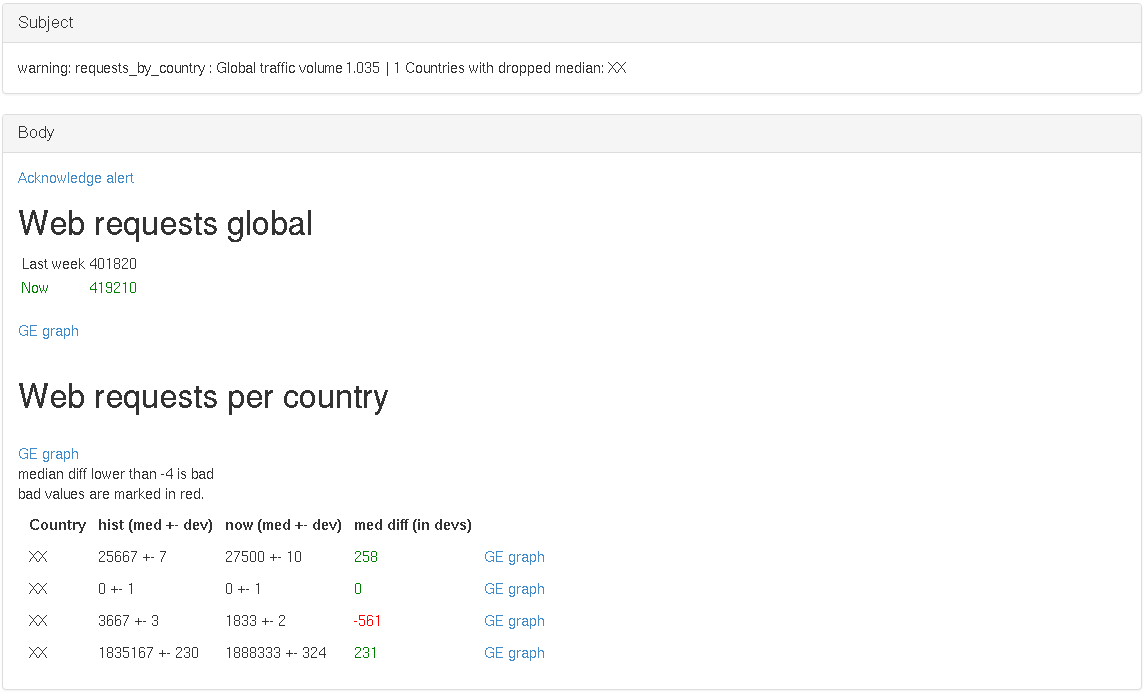 Subject
warning: requests_by_country : Global traffic volume 1.035 | 1 Countries with dropped median: XX
Body
Acknowledge alert
Web requests global
Last week 401820
Now 419210
GE graph
Web requests per country
GE graph
median diff lower than -4 is bad
bad values are marked in red.
Country hist (med +- dev) now (med +- dev) med diff (in devs)
XX 25667 +- 7 27500 +- 10 258 GE graph
XX 0 +- 1 0 +- 1 0 GE graph
XX 3667 +- 3 1833 +- 2 -561 GE graph
XX 1835167 +- 230 1888333 +- 324 231 GE graph